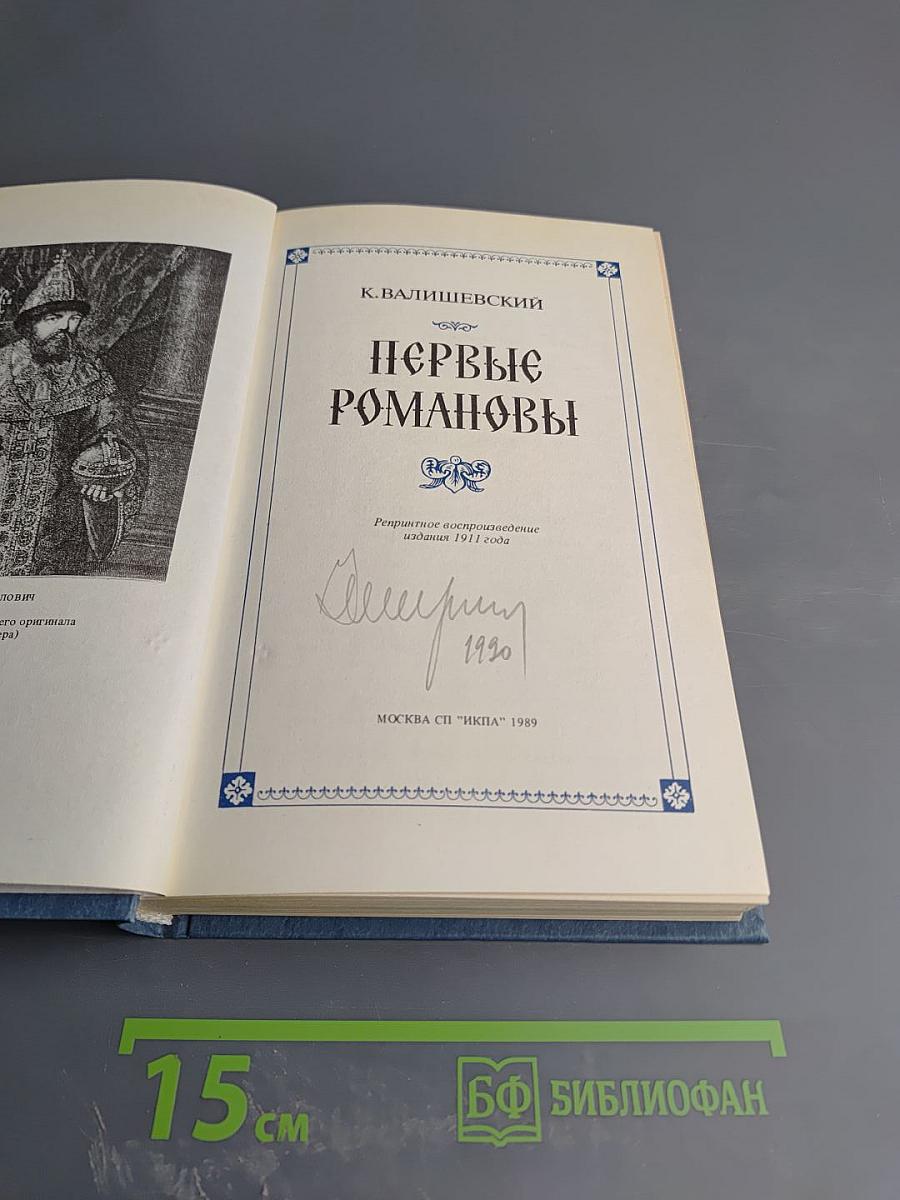 лович
его оригинала
ера)
К.ВАЛИШЕВСКИЙ
ПЕРВЫЕ
РОМАНОВЫ
Репринтное воспроизведение
издания 1911 года
1990
МОСКВА СП "ИКПА" 1989
15 см
БФ БИБЛИОФАН